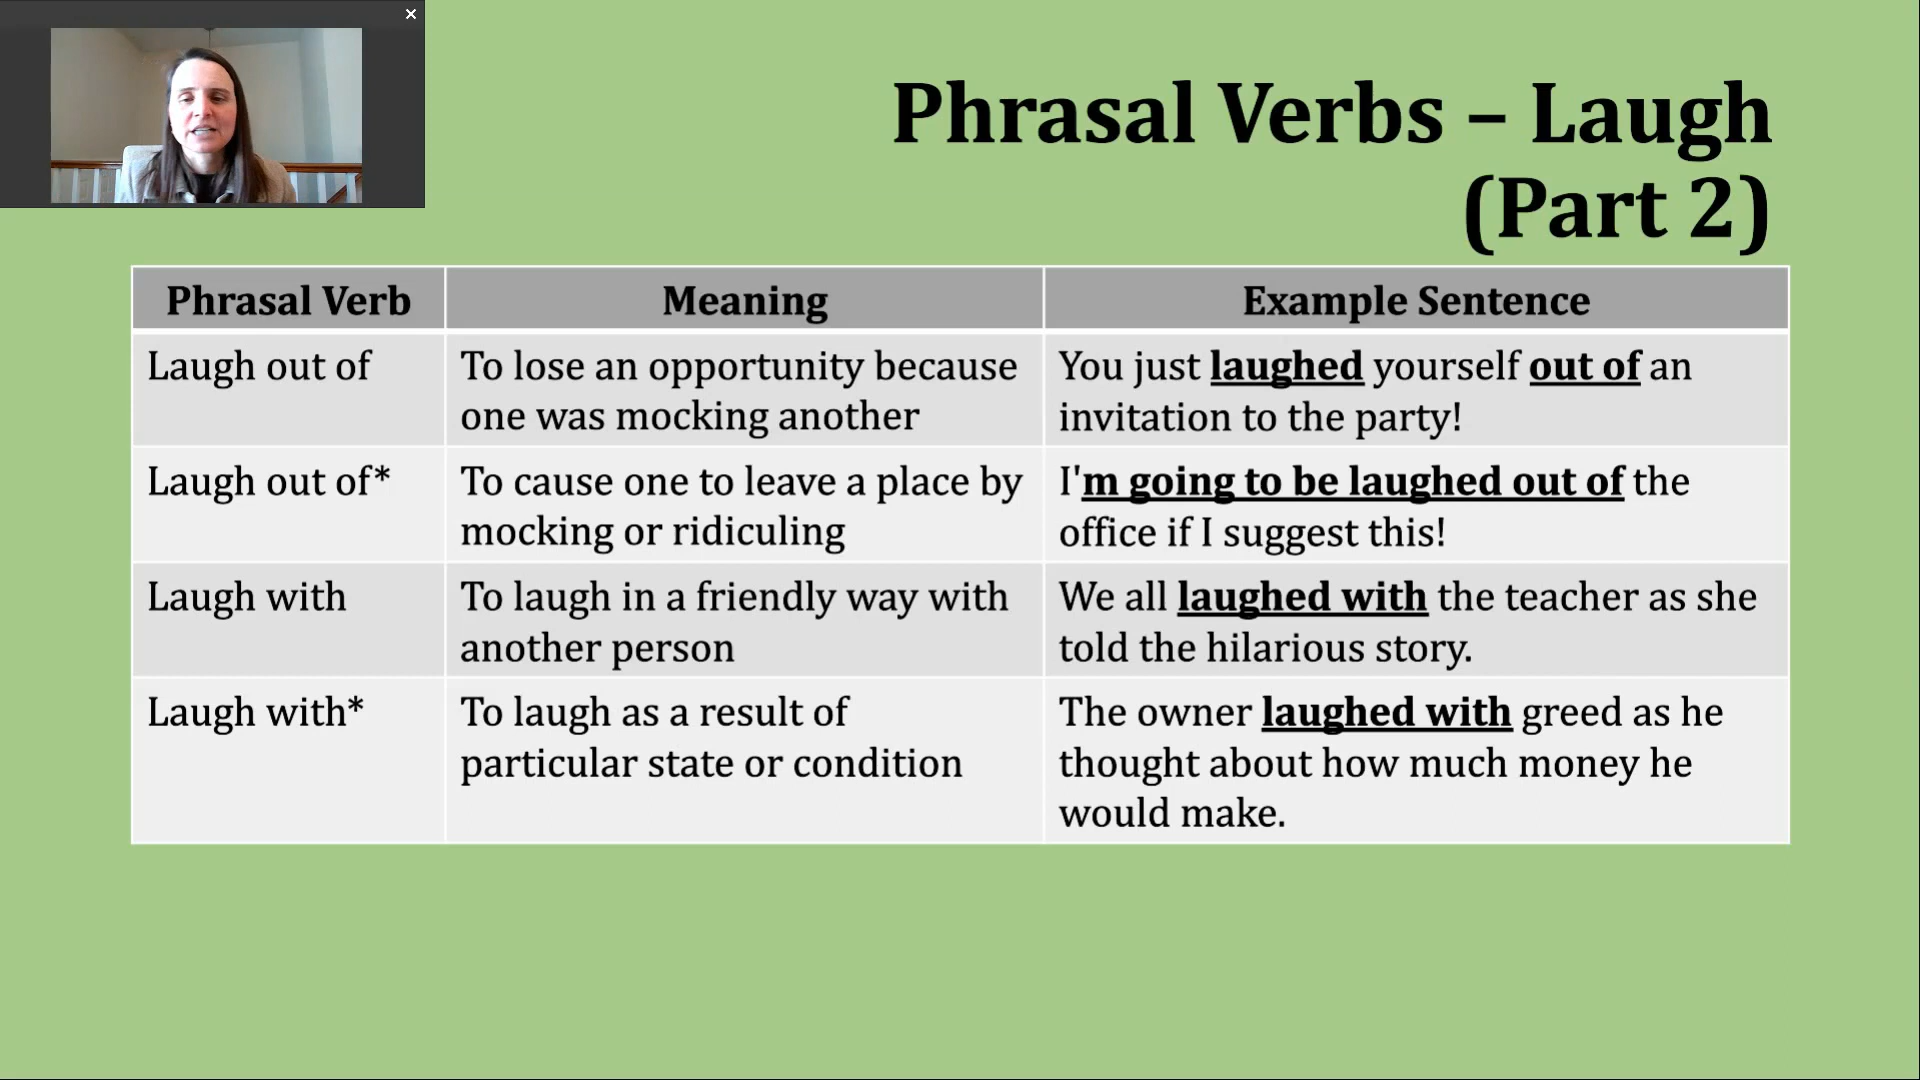 Phrasal Verbs – Laugh
(Part 2)
Phrasal Verb
Meaning
Example Sentence
Laugh out of
To lose an opportunity because
one was mocking another
You just laughed yourself out of an
invitation to the party!
Laugh out of*
To cause one to leave a place by
mocking or ridiculing
I'm going to be laughed out of the
office if I suggest this!
Laugh with
To laugh in a friendly way with
another person
We all laughed with the teacher as she
told the hilarious story.
Laugh with*
To laugh as a result of
particular state or condition
The owner laughed with greed as he
thought about how much money he
would make.